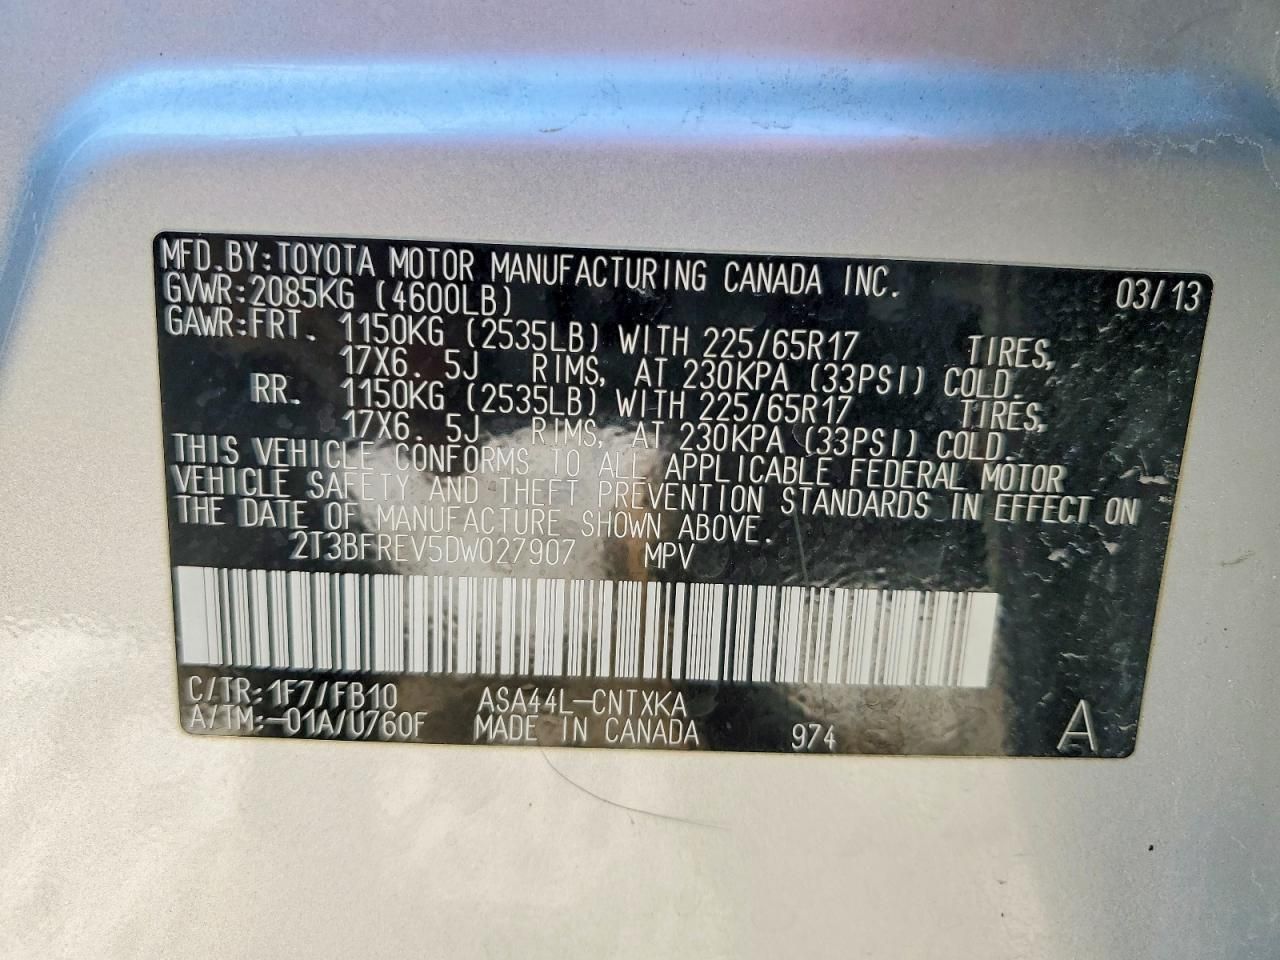 MFD.BY:TOYOTA MOTOR MANUFACTURING CANADA INC. 03/13
GVWR:2085KG (4600LB)
GAWR:FRT. 1150KG (2535LB) WITH 225/65R17 TIRES,
17X6. 5J RIMS, AT 230KPA (33PSI) COLD.
RR. 1150KG (2535LB) WITH 225/65R17 TIRES,
17X6. 5J RIMS, AT 230KPA (33PSI) COLD.
THIS VEHICLE CONFORMS TO ALL APPLICABLE FEDERAL MOTOR
VEHICLE SAFETY AND THEFT PREVENTION STANDARDS IN EFFECT ON
THE DATE OF MANUFACTURE SHOWN ABOVE.
2T3BFREV5DW027907 MPV
C/TR:1F7/FB10 ASA44L-CNTXKA
A/TM:-01A/U760F MADE IN CANADA 974 A